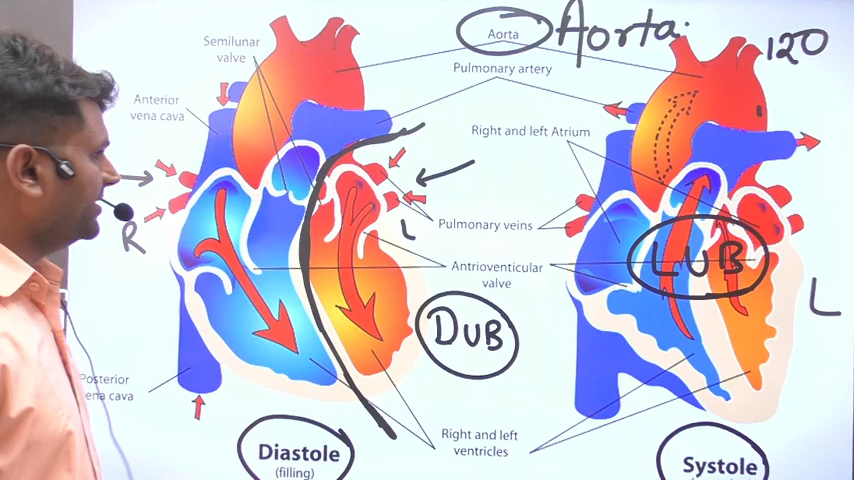 Aorta
Aorta
120
Semilunar
valve
Pulmonary artery
Anterior
vena cava
Right and left Atrium
R
L
Pulmonary veins
LUB
Antrioventicular
valve
L
DUB
Posterior
vena cava
Right and left
ventricles
Diastole
(filling)
Systole